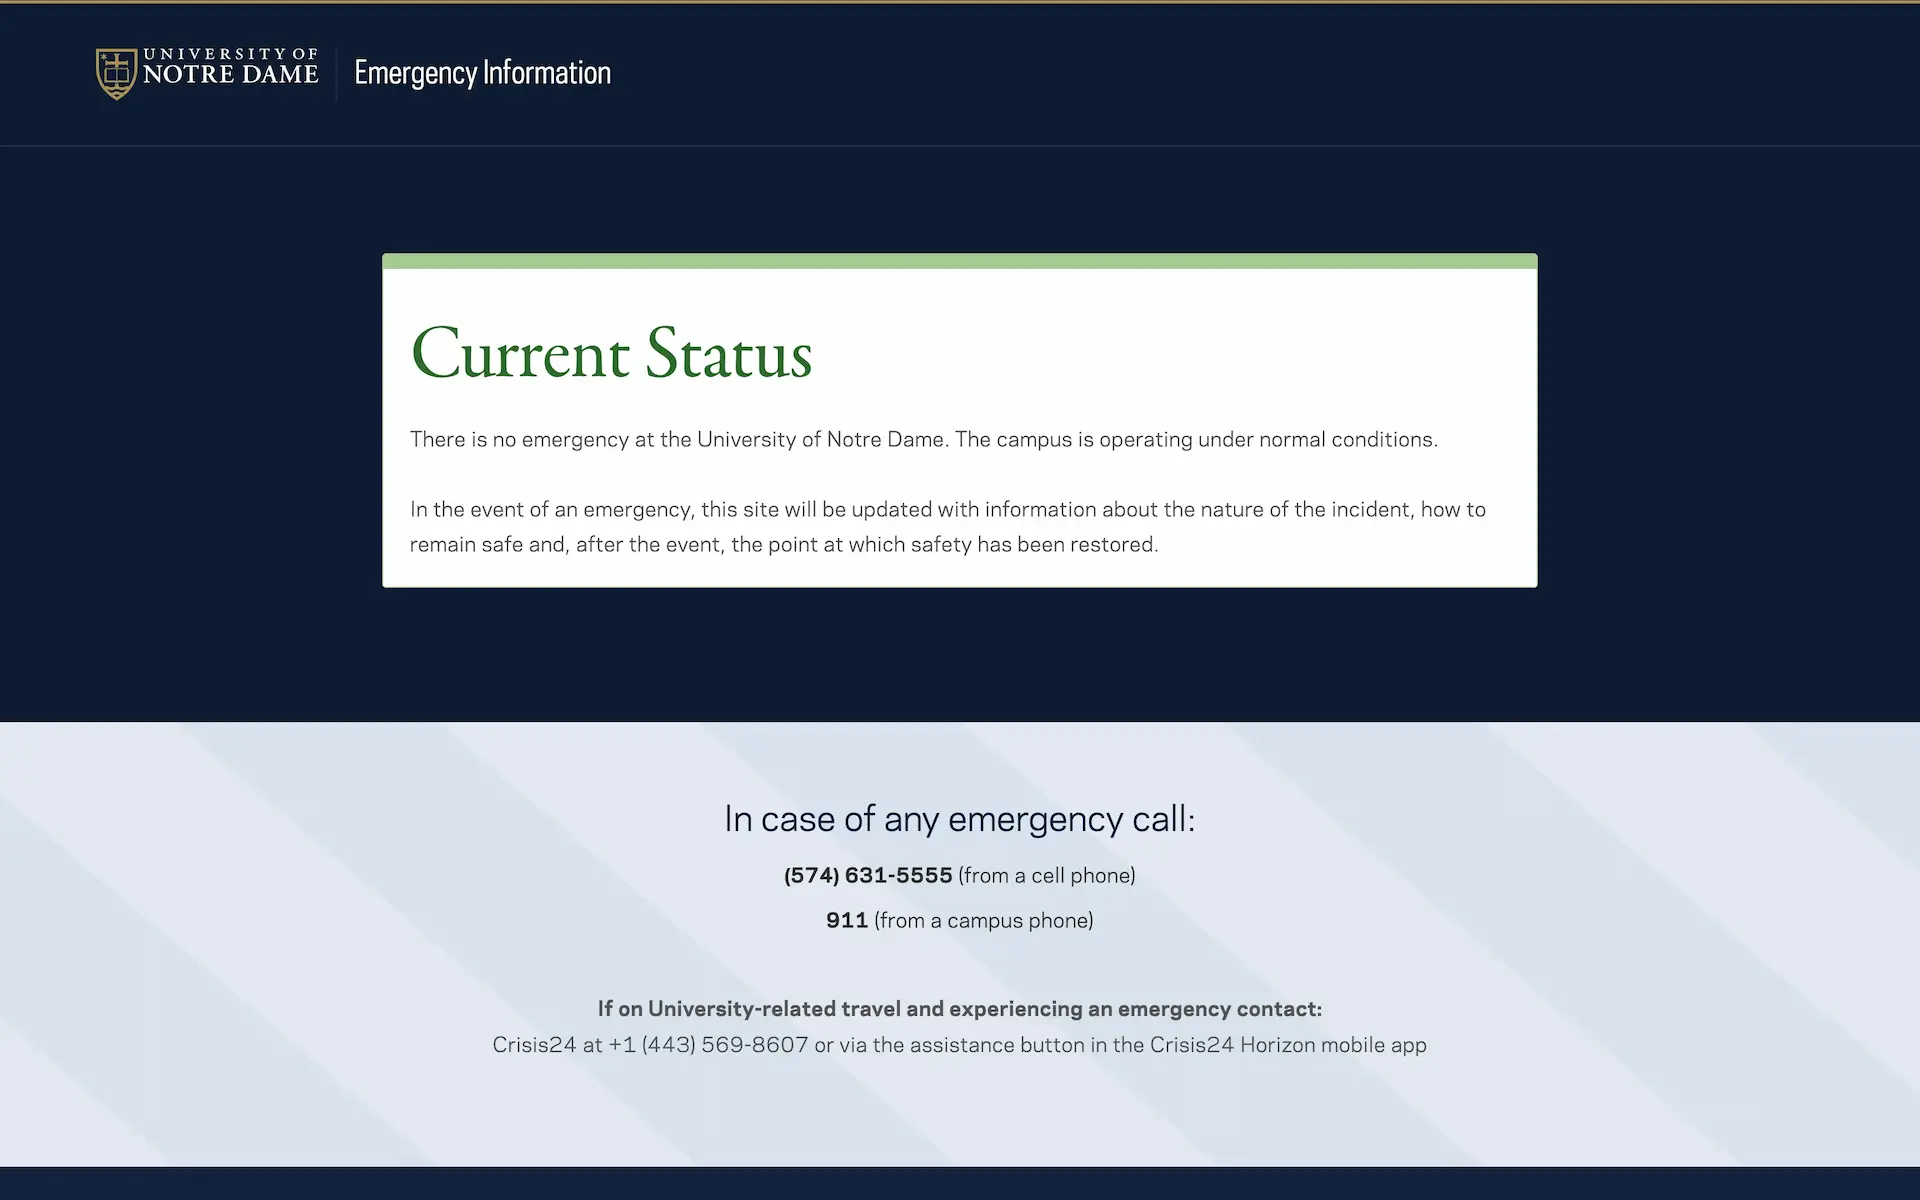 UNIVERSITY OF
NOTRE DAME
Emergency Information
Current Status
There is no emergency at the University of Notre Dame. The campus is operating under normal conditions.
In the event of an emergency, this site will be updated with information about the nature of the incident, how to
remain safe and, after the event, the point at which safety has been restored.
In case of any emergency call:
(574) 631-5555 (from a cell phone)
911 (from a campus phone)
If on University-related travel and experiencing an emergency contact:
Crisis24 at +1 (443) 569-8607 or via the assistance button in the Crisis24 Horizon mobile app